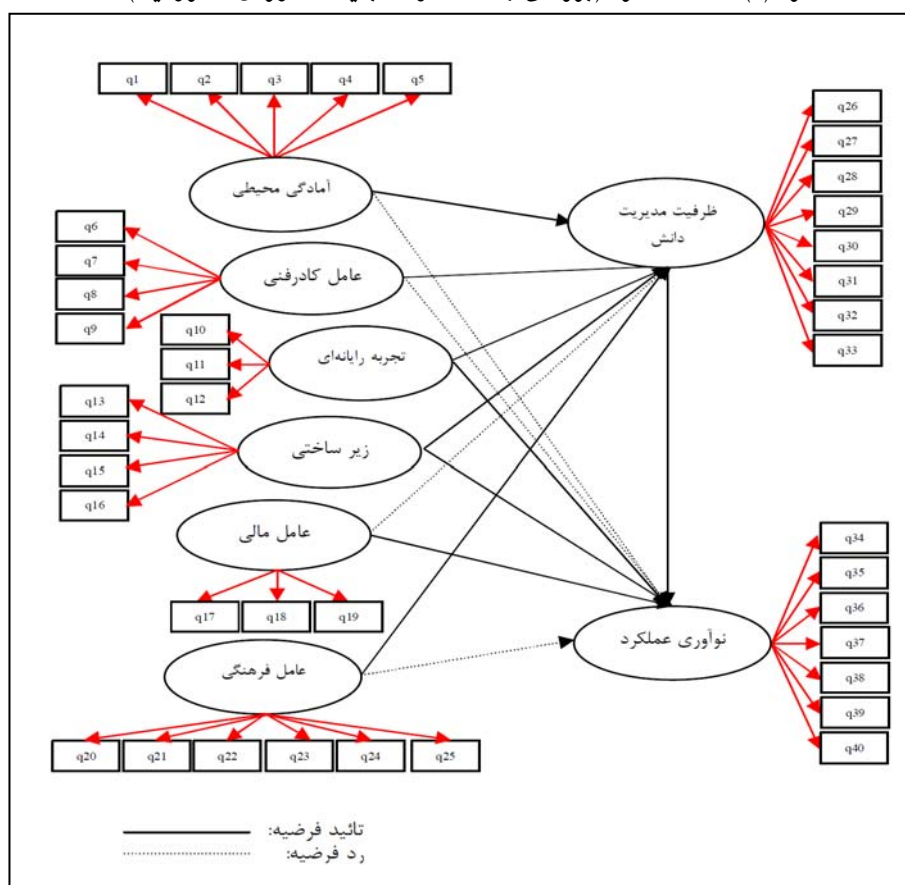 q1 q2 q3 q4 q5
آمادگی محیطی
q6
q7
q8
q9
عامل کادرفنی
q10
q11
q12
تجربه رایانه‌ای
q13
q14
q15
q16
زیر ساختی
عامل مالی
q17 q18 q19
عامل فرهنگی
q20 q21 q22 q23 q24 q25
ظرفیت مدیریت
دانش
q26
q27
q28
q29
q30
q31
q32
q33
نوآوری عملکرد
q34
q35
q36
q37
q38
q39
q40
تائید فرضیه:
رد فرضیه: